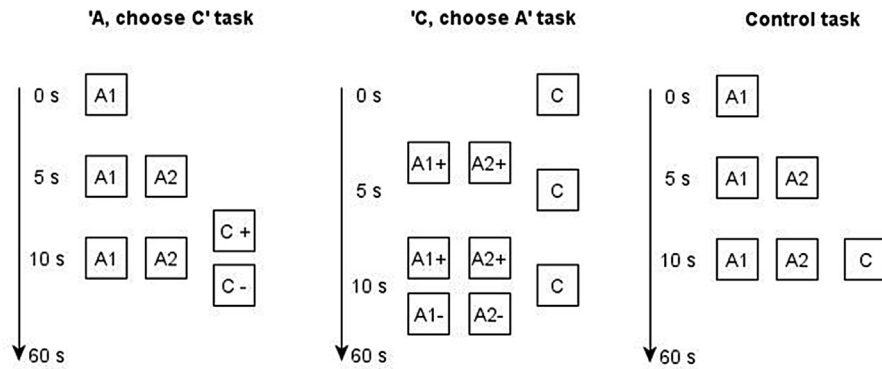 'A, choose C' task
0 s A1
5 s A1 A2
C +
10 s A1 A2
C -
60 s
'C, choose A' task
0 s C
A1+ A2+
5 s C
A1+ A2+
10 s C
A1- A2-
60 s
Control task
0 s A1
5 s A1 A2
10 s A1 A2 C
60 s